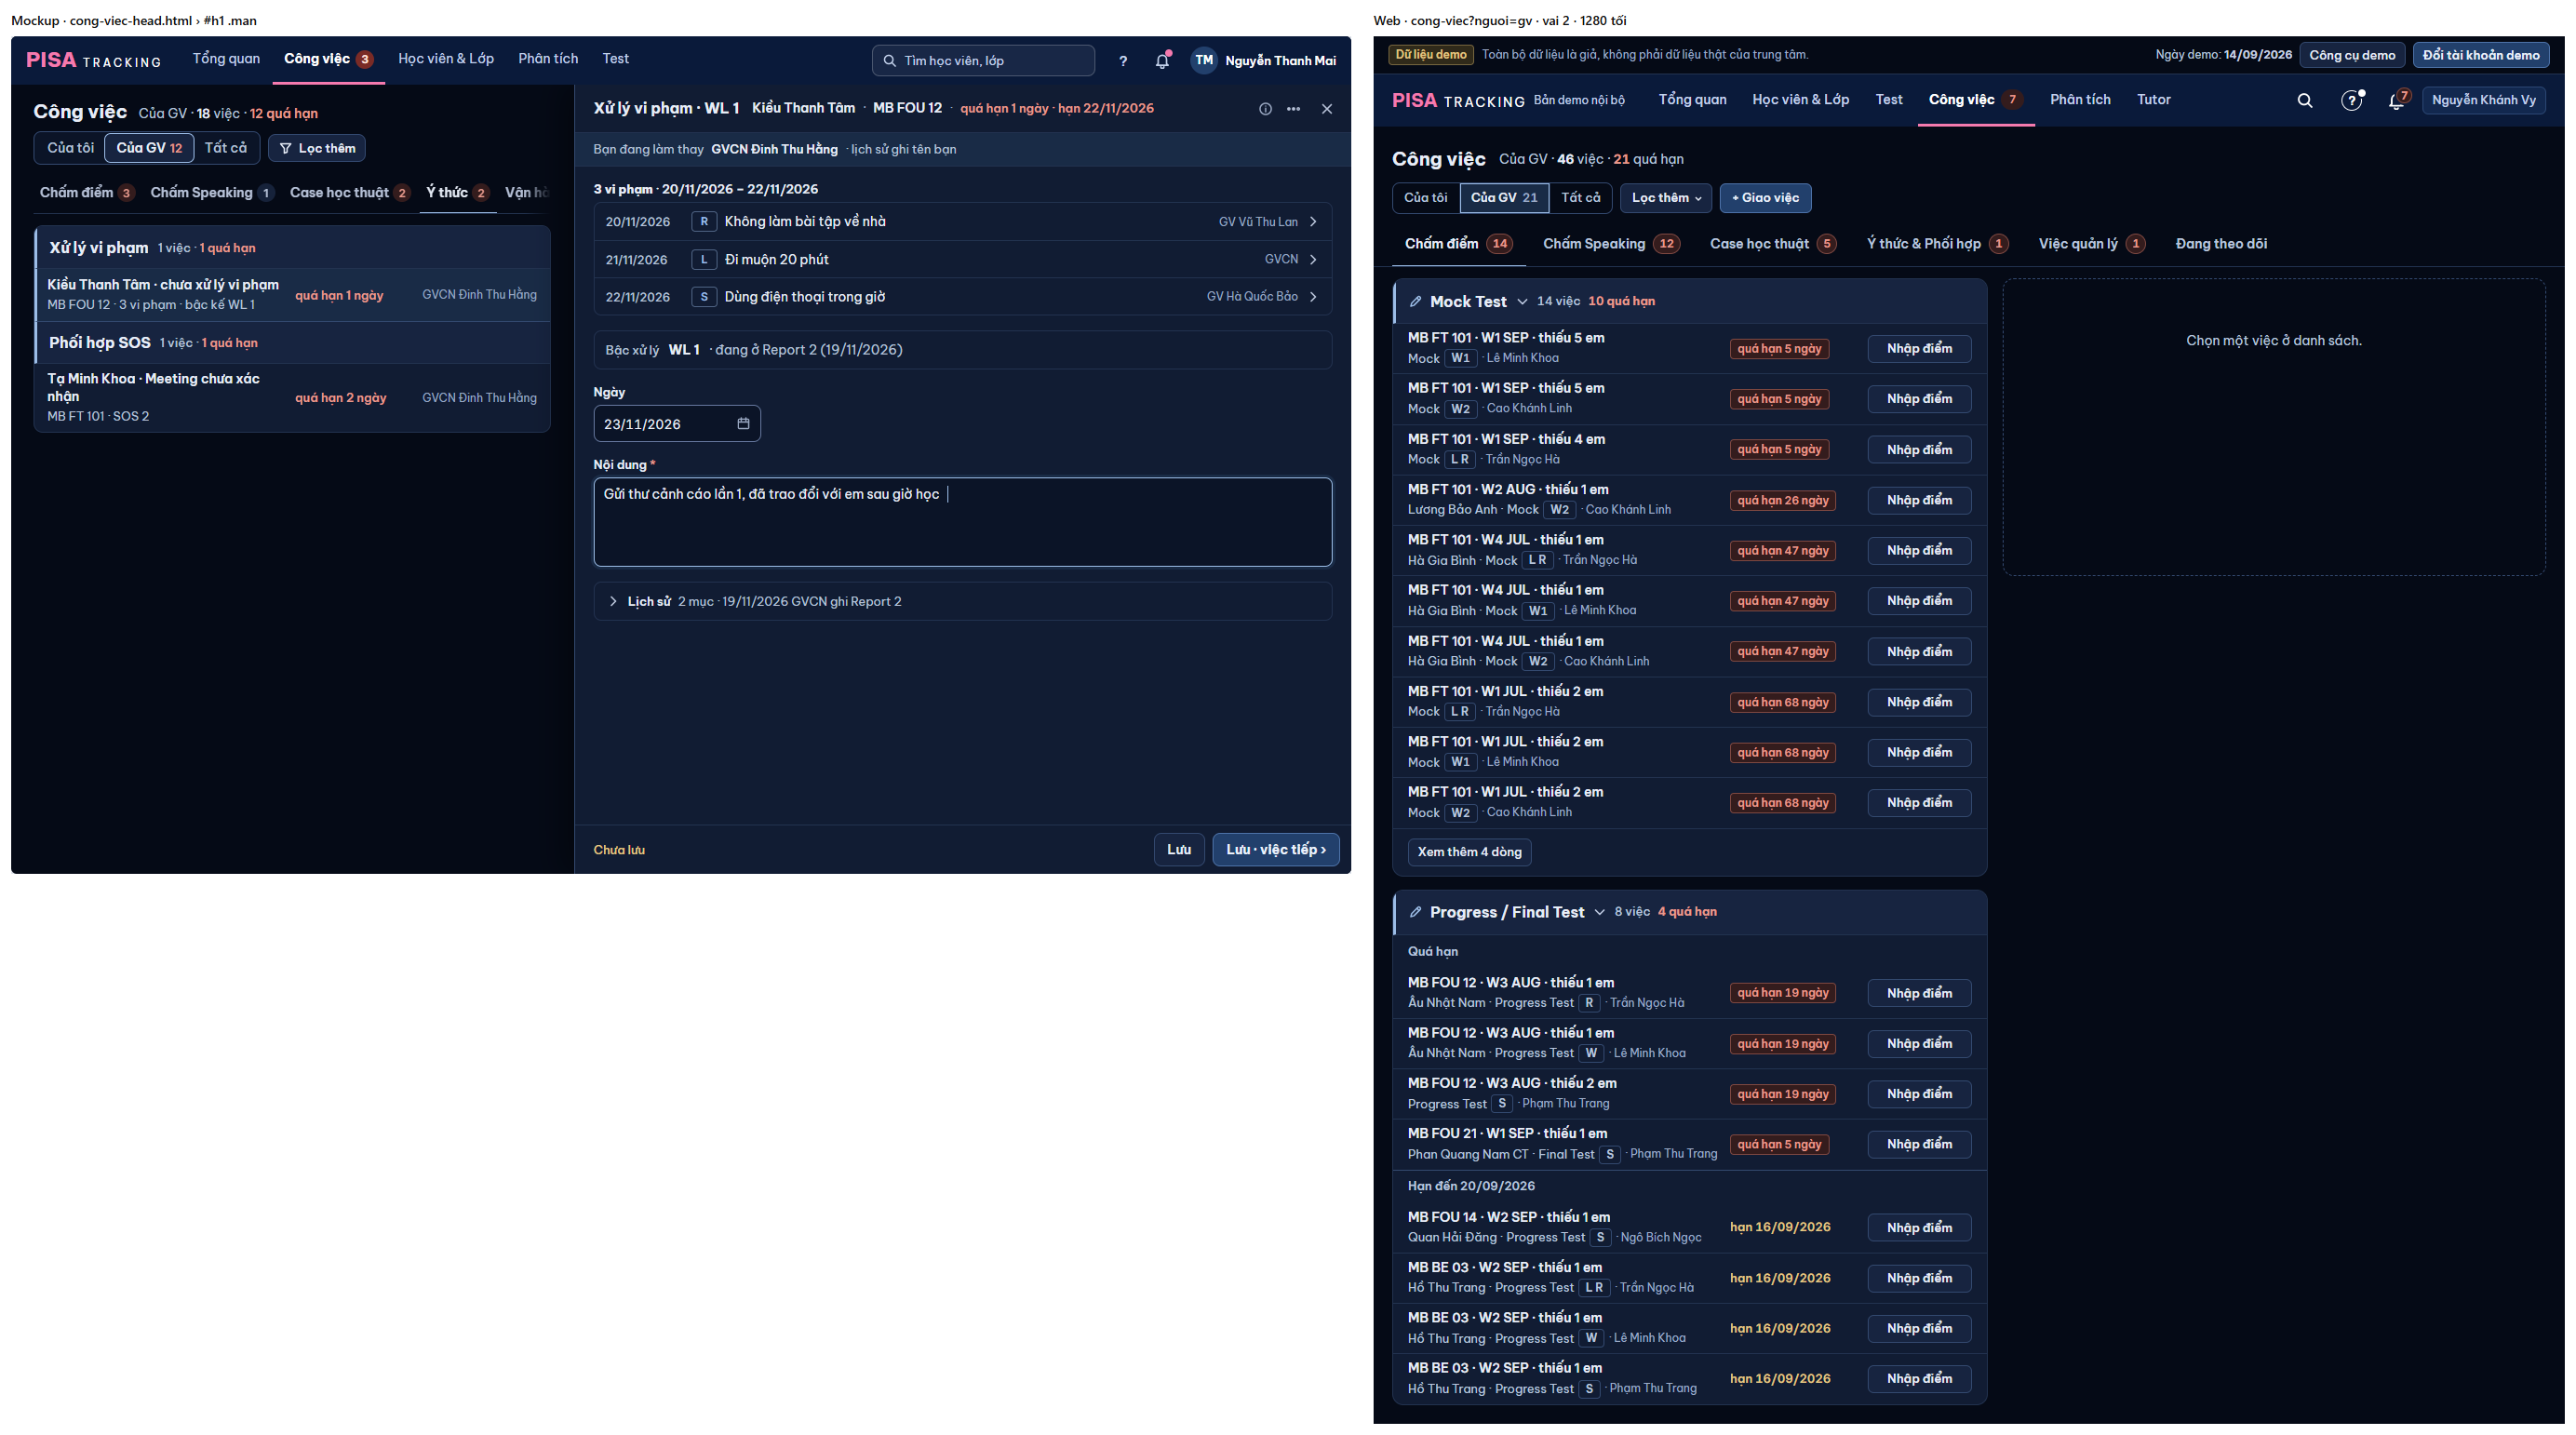 Mockup · cong-viec-head.html › #h1 .man
PISA TRACKING Tổng quan Công việc 3 Học viên & Lớp Phân tích Test Tìm học viên, lớp ? TM Nguyễn Thanh Mai
Công việc Của GV · 18 việc · 12 quá hạn
Của tôi Của GV 12 Tất cả Lọc thêm
Chấm điểm 3 Chấm Speaking 1 Case học thuật 2 Ý thức 2 Vận hà
Xử lý vi phạm 1 việc · 1 quá hạn
Kiều Thanh Tâm · chưa xử lý vi phạm quá hạn 1 ngày GVCN Đinh Thu Hằng
MB FOU 12 · 3 vi phạm · bậc kế WL 1
Phối hợp SOS 1 việc · 1 quá hạn
Tạ Minh Khoa · Meeting chưa xác
nhận quá hạn 2 ngày GVCN Đinh Thu Hằng
MB FT 101 · SOS 2
Xử lý vi phạm · WL 1 Kiều Thanh Tâm · MB FOU 12 · quá hạn 1 ngày · hạn 22/11/2026
Bạn đang làm thay GVCN Đinh Thu Hằng · lịch sử ghi tên bạn
3 vi phạm · 20/11/2026 – 22/11/2026
20/11/2026 R Không làm bài tập về nhà GV Vũ Thu Lan
21/11/2026 L Đi muộn 20 phút GVCN
22/11/2026 S Dùng điện thoại trong giờ GV Hà Quốc Bảo
Bậc xử lý WL 1 · đang ở Report 2 (19/11/2026)
Ngày
23/11/2026
Nội dung *
Gửi thư cảnh cáo lần 1, đã trao đổi với em sau giờ học
Lịch sử 2 mục · 19/11/2026 GVCN ghi Report 2
Chưa lưu Lưu Lưu · việc tiếp ›
Web · cong-viec?nguoi=gv · vai 2 · 1280 tối
Dữ liệu demo Toàn bộ dữ liệu là giả, không phải dữ liệu thật của trung tâm. Ngày demo: 14/09/2026 Công cụ demo Đổi tài khoản demo
PISA TRACKING Bản demo nội bộ Tổng quan Học viên & Lớp Test Công việc 7 Phân tích Tutor ? 7 Nguyễn Khánh Vy
Công việc Của GV · 46 việc · 21 quá hạn
Của tôi Của GV 21 Tất cả Lọc thêm + Giao việc
Chấm điểm 14 Chấm Speaking 12 Case học thuật 5 Ý thức & Phối hợp 1 Việc quản lý 1 Đang theo dõi
Mock Test 14 việc 10 quá hạn
MB FT 101 · W1 SEP · thiếu 5 em quá hạn 5 ngày Nhập điểm
Mock W1 · Lê Minh Khoa
MB FT 101 · W1 SEP · thiếu 5 em quá hạn 5 ngày Nhập điểm
Mock W2 · Cao Khánh Linh
MB FT 101 · W1 SEP · thiếu 4 em quá hạn 5 ngày Nhập điểm
Mock L R · Trần Ngọc Hà
MB FT 101 · W2 AUG · thiếu 1 em quá hạn 26 ngày Nhập điểm
Lương Bảo Anh · Mock W2 · Cao Khánh Linh
MB FT 101 · W4 JUL · thiếu 1 em quá hạn 47 ngày Nhập điểm
Hà Gia Bình · Mock L R · Trần Ngọc Hà
MB FT 101 · W4 JUL · thiếu 1 em quá hạn 47 ngày Nhập điểm
Hà Gia Bình · Mock W1 · Lê Minh Khoa
MB FT 101 · W4 JUL · thiếu 1 em quá hạn 47 ngày Nhập điểm
Hà Gia Bình · Mock W2 · Cao Khánh Linh
MB FT 101 · W1 JUL · thiếu 2 em quá hạn 68 ngày Nhập điểm
Mock L R · Trần Ngọc Hà
MB FT 101 · W1 JUL · thiếu 2 em quá hạn 68 ngày Nhập điểm
Mock W1 · Lê Minh Khoa
MB FT 101 · W1 JUL · thiếu 2 em quá hạn 68 ngày Nhập điểm
Mock W2 · Cao Khánh Linh
Xem thêm 4 dòng
Chọn một việc ở danh sách.
Progress / Final Test 8 việc 4 quá hạn
Quá hạn
MB FOU 12 · W3 AUG · thiếu 1 em quá hạn 19 ngày Nhập điểm
Âu Nhật Nam · Progress Test R · Trần Ngọc Hà
MB FOU 12 · W3 AUG · thiếu 1 em quá hạn 19 ngày Nhập điểm
Âu Nhật Nam · Progress Test W · Lê Minh Khoa
MB FOU 12 · W3 AUG · thiếu 2 em quá hạn 19 ngày Nhập điểm
Progress Test S · Phạm Thu Trang
MB FOU 21 · W1 SEP · thiếu 1 em quá hạn 5 ngày Nhập điểm
Phan Quang Nam CT · Final Test S · Phạm Thu Trang
Hạn đến 20/09/2026
MB FOU 14 · W2 SEP · thiếu 1 em hạn 16/09/2026 Nhập điểm
Quan Hải Đăng · Progress Test S · Ngô Bích Ngọc
MB BE 03 · W2 SEP · thiếu 1 em hạn 16/09/2026 Nhập điểm
Hồ Thu Trang · Progress Test L R · Trần Ngọc Hà
MB BE 03 · W2 SEP · thiếu 1 em hạn 16/09/2026 Nhập điểm
Hồ Thu Trang · Progress Test W · Lê Minh Khoa
MB BE 03 · W2 SEP · thiếu 1 em hạn 16/09/2026 Nhập điểm
Hồ Thu Trang · Progress Test S · Phạm Thu Trang